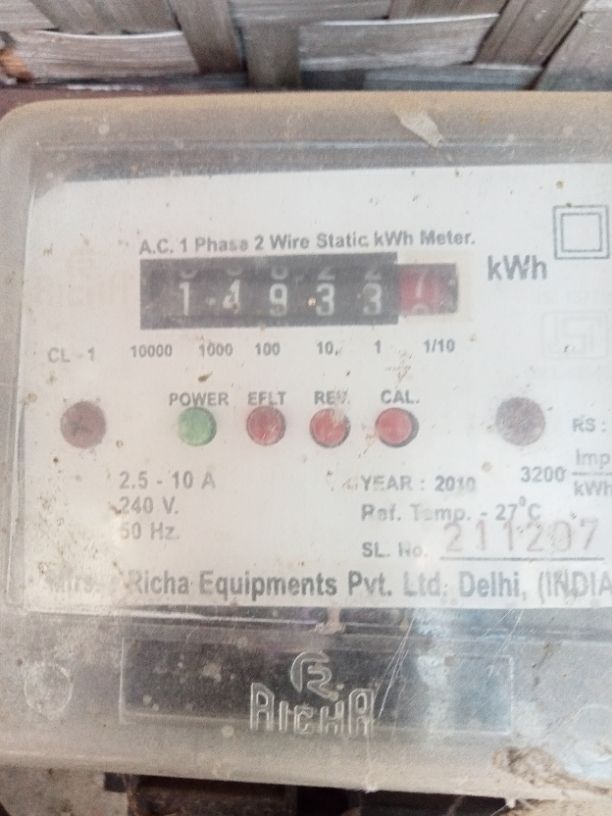 A.C. 1 Phase 2 Wire Static kWh Meter.
14933 7 kWh
CL - 1 10000 1000 100 10 1 1/10
POWER EFLT REV. CAL.
RS :
2.5 - 10 A YEAR : 2010 3200 Imp
kWh
240 V. Ref. Temp. - 27°C
50 Hz. SL. No. 211207
Richa Equipments Pvt. Ltd. Delhi, (INDIA
RICHA